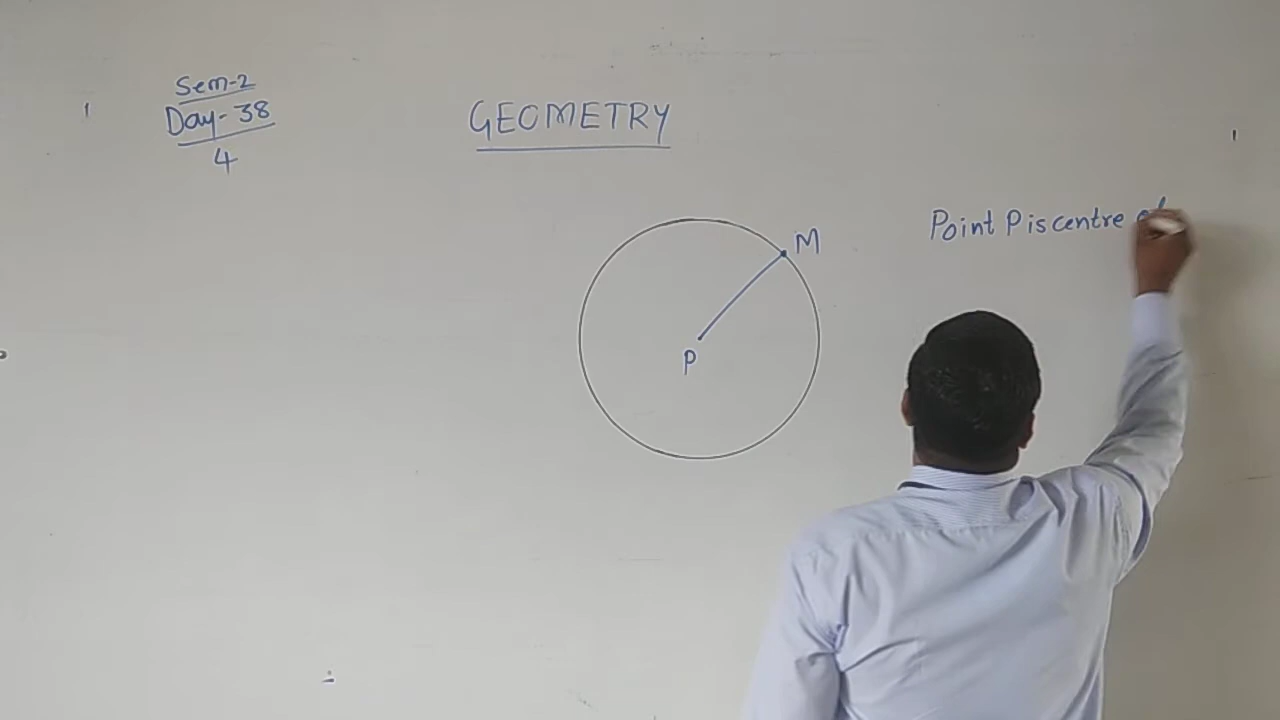 Sem-2
Day-38
4
GEOMETRY
M
P
Point P is centre of